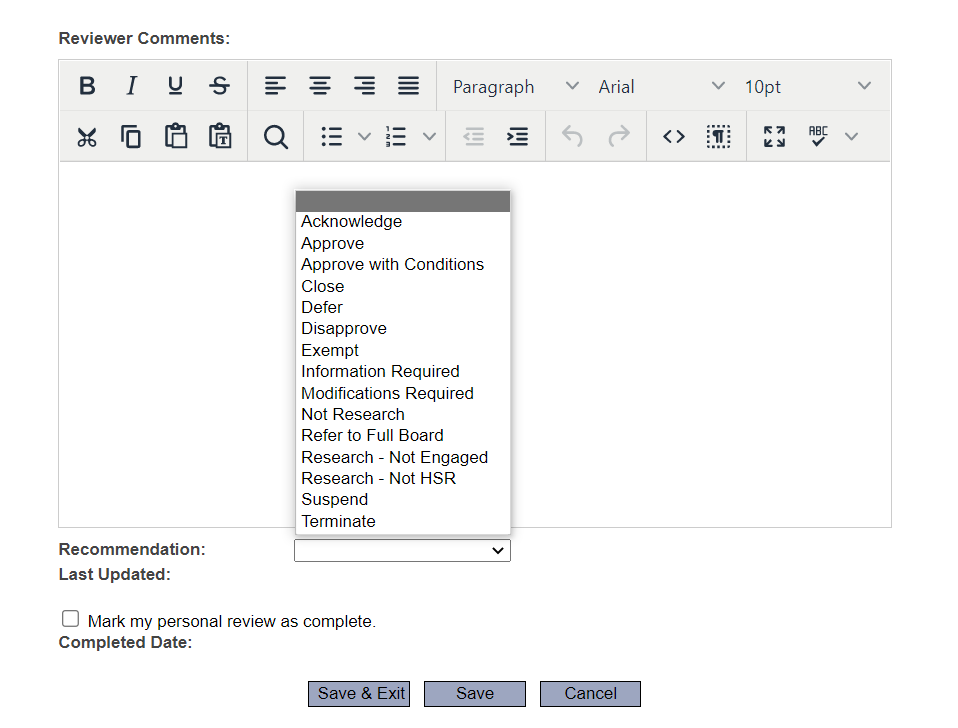 Reviewer Comments:
B I U S Paragraph Arial 10pt
ABC
Acknowledge
Approve
Approve with Conditions
Close
Defer
Disapprove
Exempt
Information Required
Modifications Required
Not Research
Refer to Full Board
Research - Not Engaged
Research - Not HSR
Suspend
Terminate
Recommendation:
Last Updated:
Mark my personal review as complete.
Completed Date:
Save & Exit Save Cancel